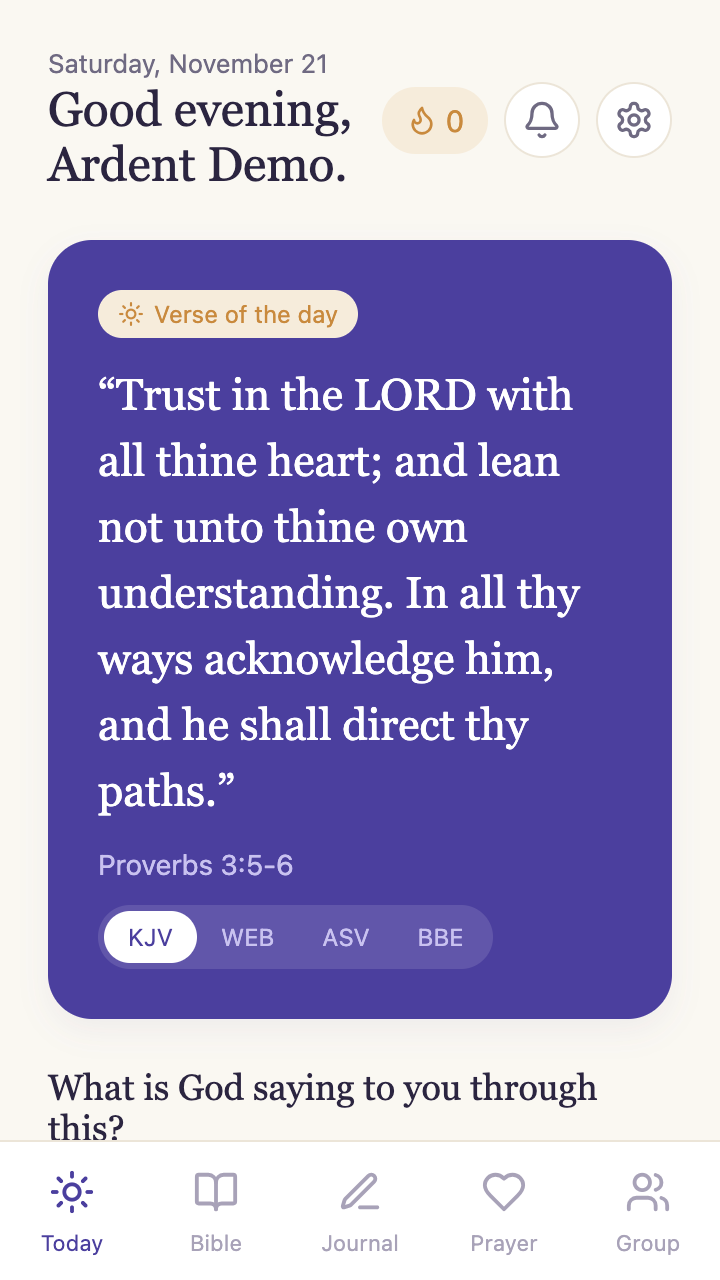 Saturday, November 21
Good evening,
Ardent Demo.
0
Verse of the day
“Trust in the LORD with
all thine heart; and lean
not unto thine own
understanding. In all thy
ways acknowledge him,
and he shall direct thy
paths.”
Proverbs 3:5-6
KJV WEB ASV BBE
What is God saying to you through
this?
Today Bible Journal Prayer Group